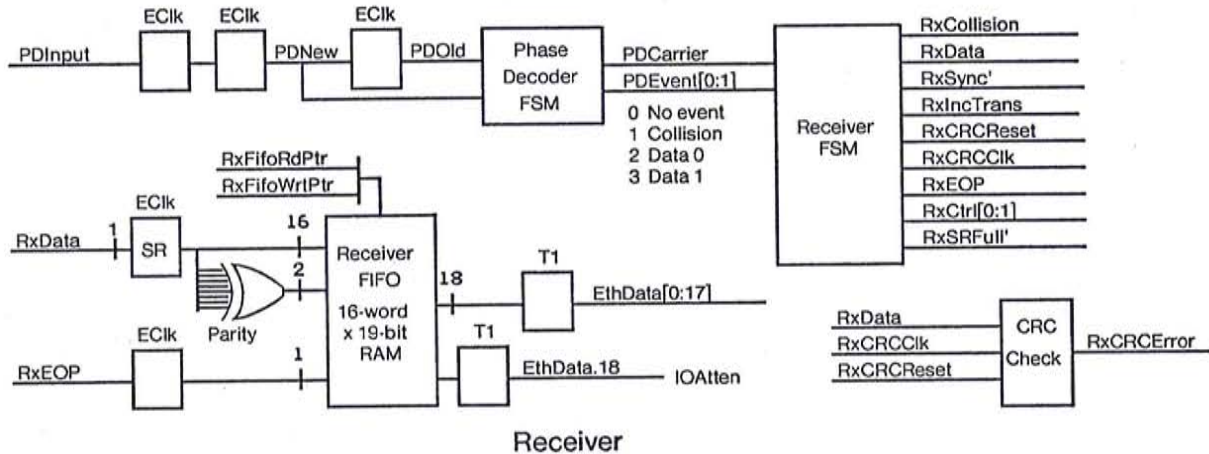 EClk
EClk
EClk
PDInput
PDNew
PDOld
Phase
Decoder
FSM
PDCarrier
PDEvent[0:1]
0 No event
1 Collision
2 Data 0
3 Data 1
Receiver
FSM
RxCollision
RxData
RxSync'
RxIncTrans
RxCRCReset
RxCRCClk
RxEOP
RxCtrl[0:1]
RxSRFull'
RxFifoRdPtr
RxFifoWrtPtr
EClk
RxData
1
SR
16
2
Parity
Receiver
FIFO
16-word
x 19-bit
RAM
18
T1
EthData[0:17]
EClk
RxEOP
1
T1
EthData.18
IOAtten
RxData
RxCRCClk
RxCRCReset
CRC
Check
RxCRCError
Receiver